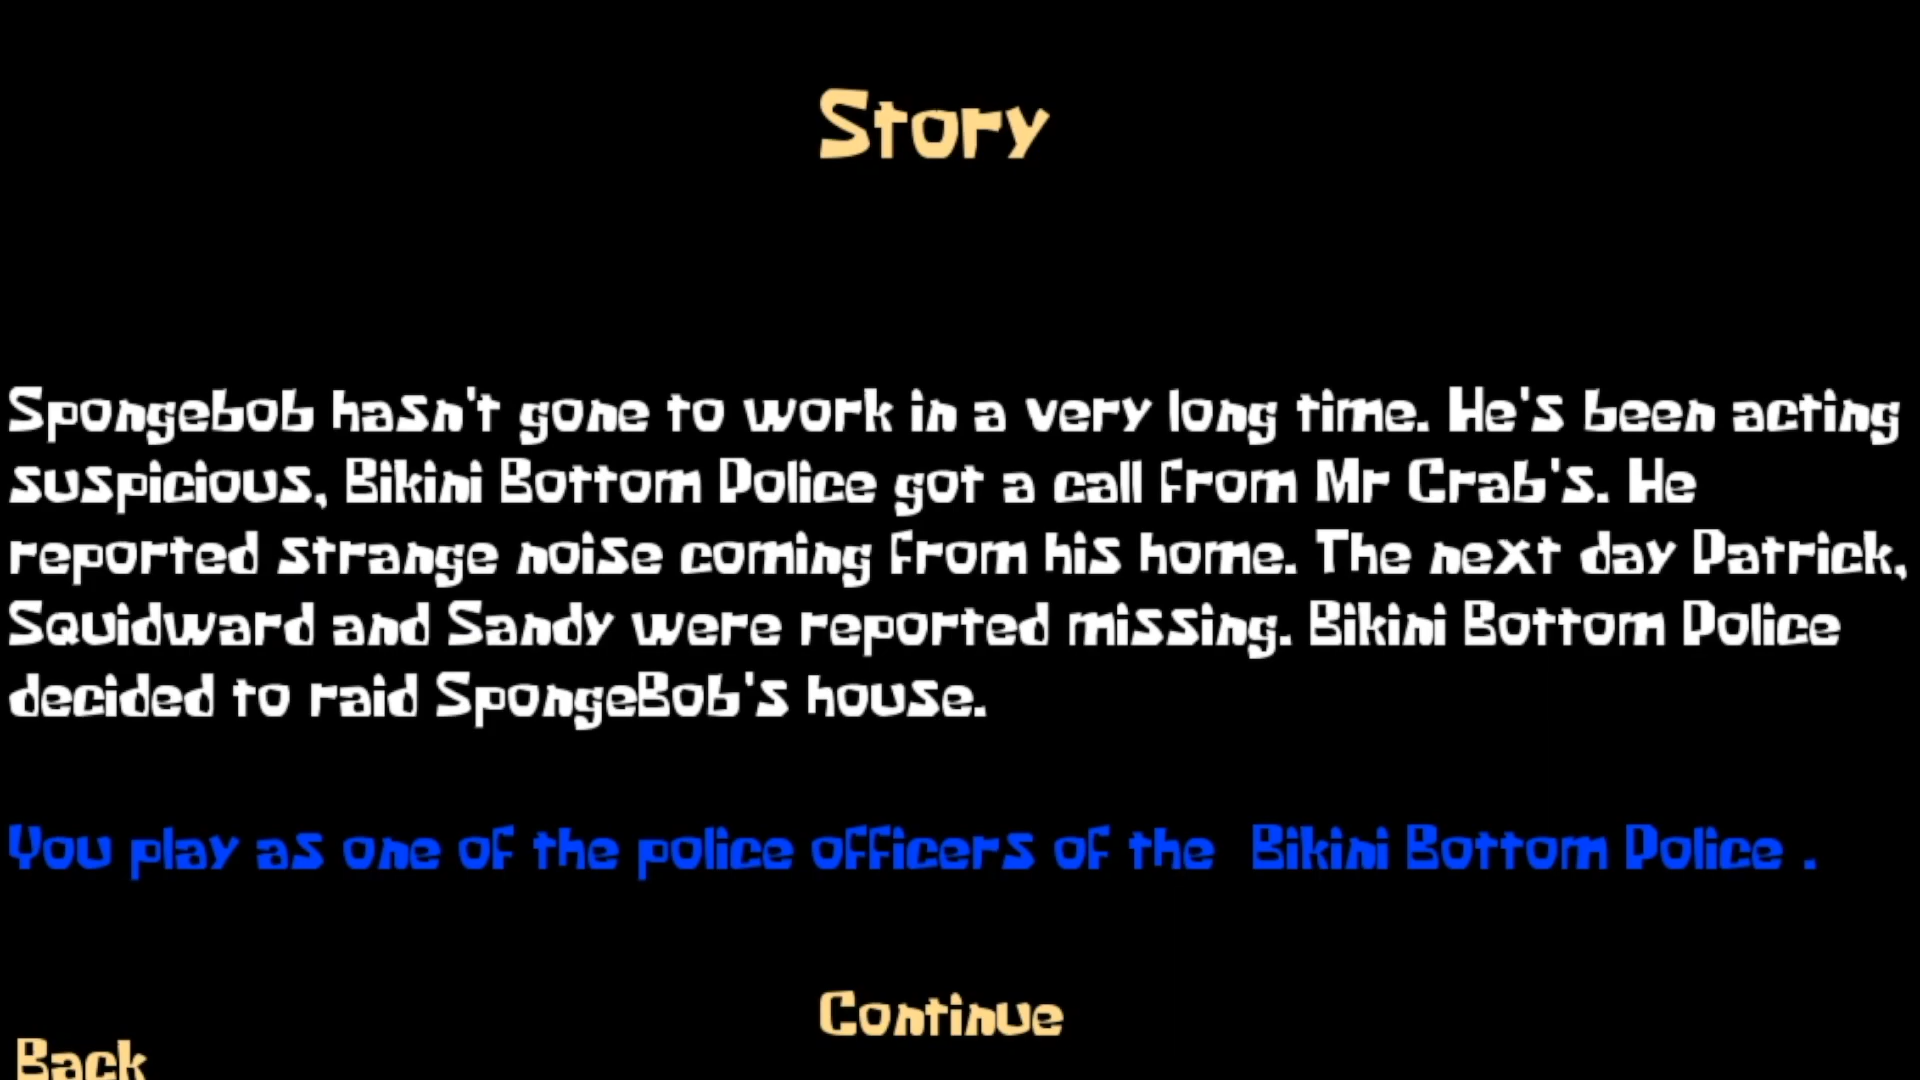 Story
Spongebob hasn't gone to work in a very long time. He's been acting
suspicious, Bikini Bottom Police got a call from Mr Crab's. He
reported strange noise coming from his home. The next day Patrick,
Squidward and Sandy were reported missing. Bikini Bottom Police
decided to raid SpongeBob's house.
You play as one of the police officers of the  Bikini Bottom Police .
Continue
Back